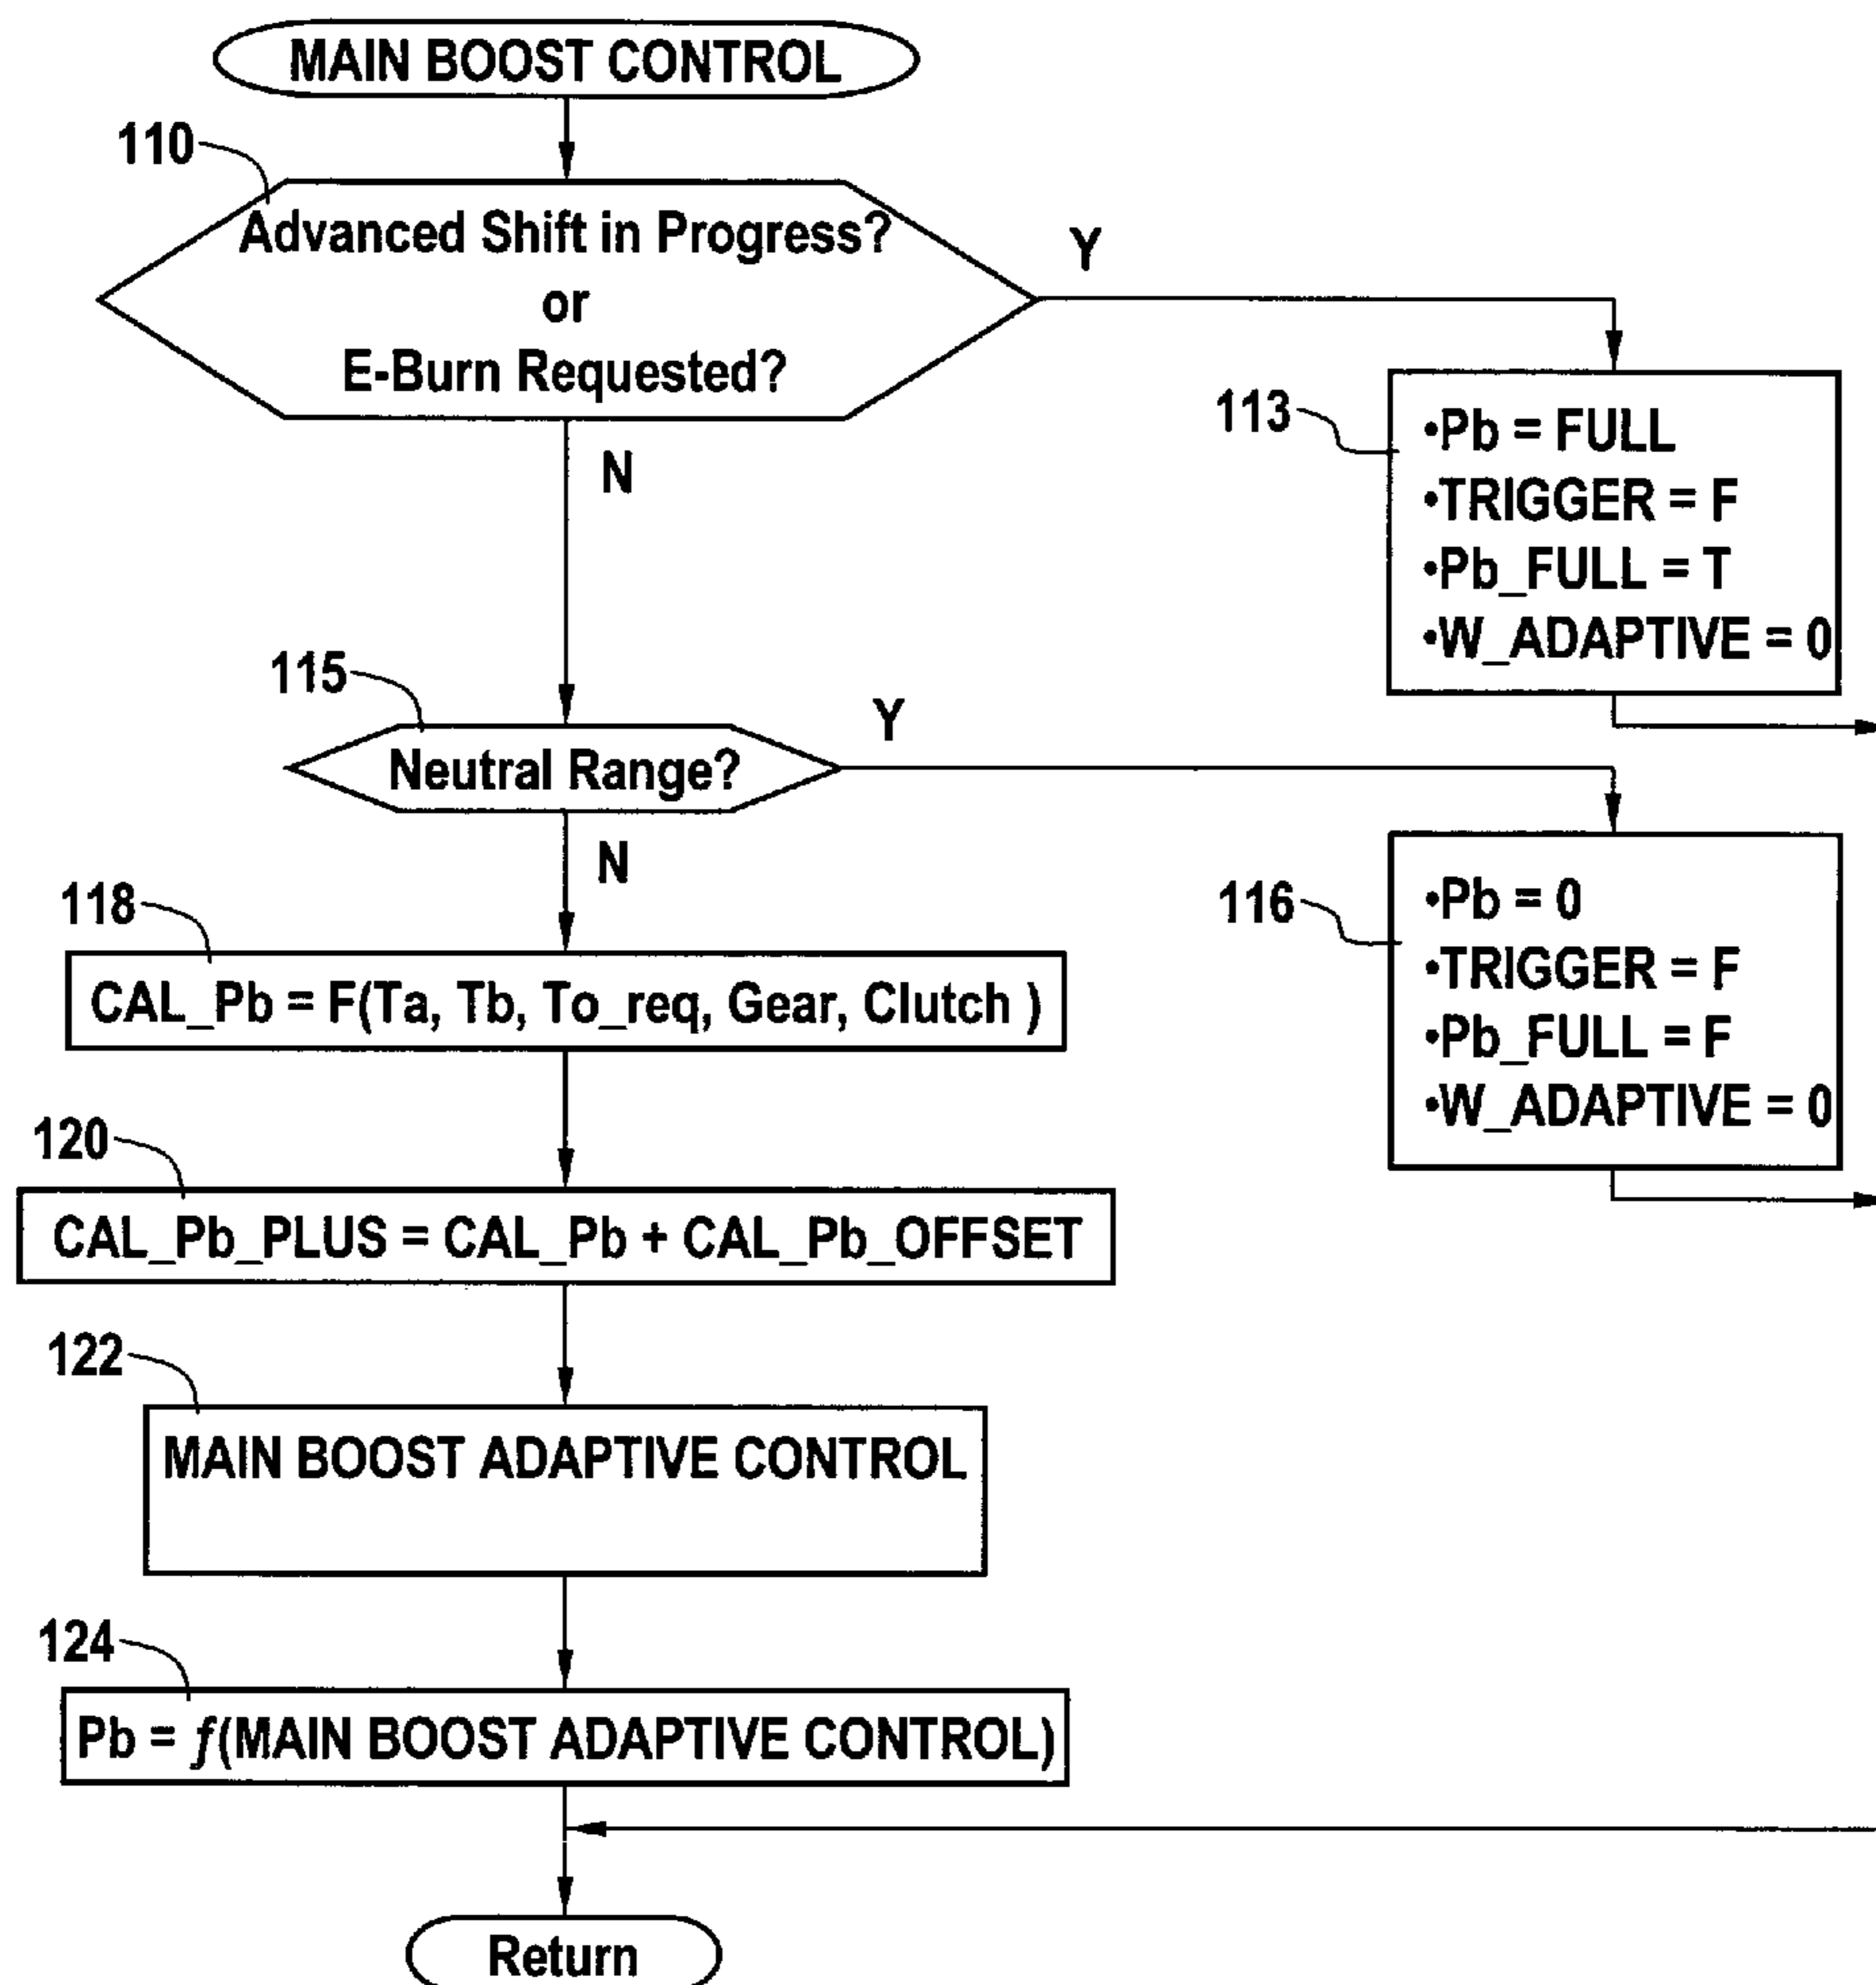 MAIN BOOST CONTROL
110
Advanced Shift in Progress?
or
E-Burn Requested?
Y
N
113
•Pb = FULL
•TRIGGER = F
•Pb_FULL = T
•W_ADAPTIVE = 0
115
Neutral Range?
Y
N
116
•Pb = 0
•TRIGGER = F
•Pb_FULL = F
•W_ADAPTIVE = 0
118
CAL_Pb = F(Ta, Tb, To_req, Gear, Clutch )
120
CAL_Pb_PLUS = CAL_Pb + CAL_Pb_OFFSET
122
MAIN BOOST ADAPTIVE CONTROL
124
Pb = ƒ(MAIN BOOST ADAPTIVE CONTROL)
Return